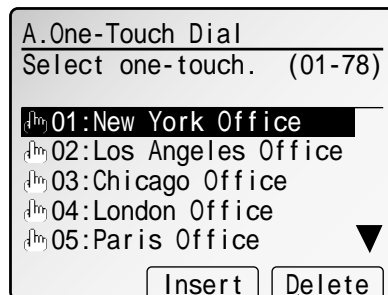 A.One-Touch Dial
Select one-touch. (01-78)
01:New York Office
02:Los Angeles Office
03:Chicago Office
04:London Office
05:Paris Office
Insert Delete